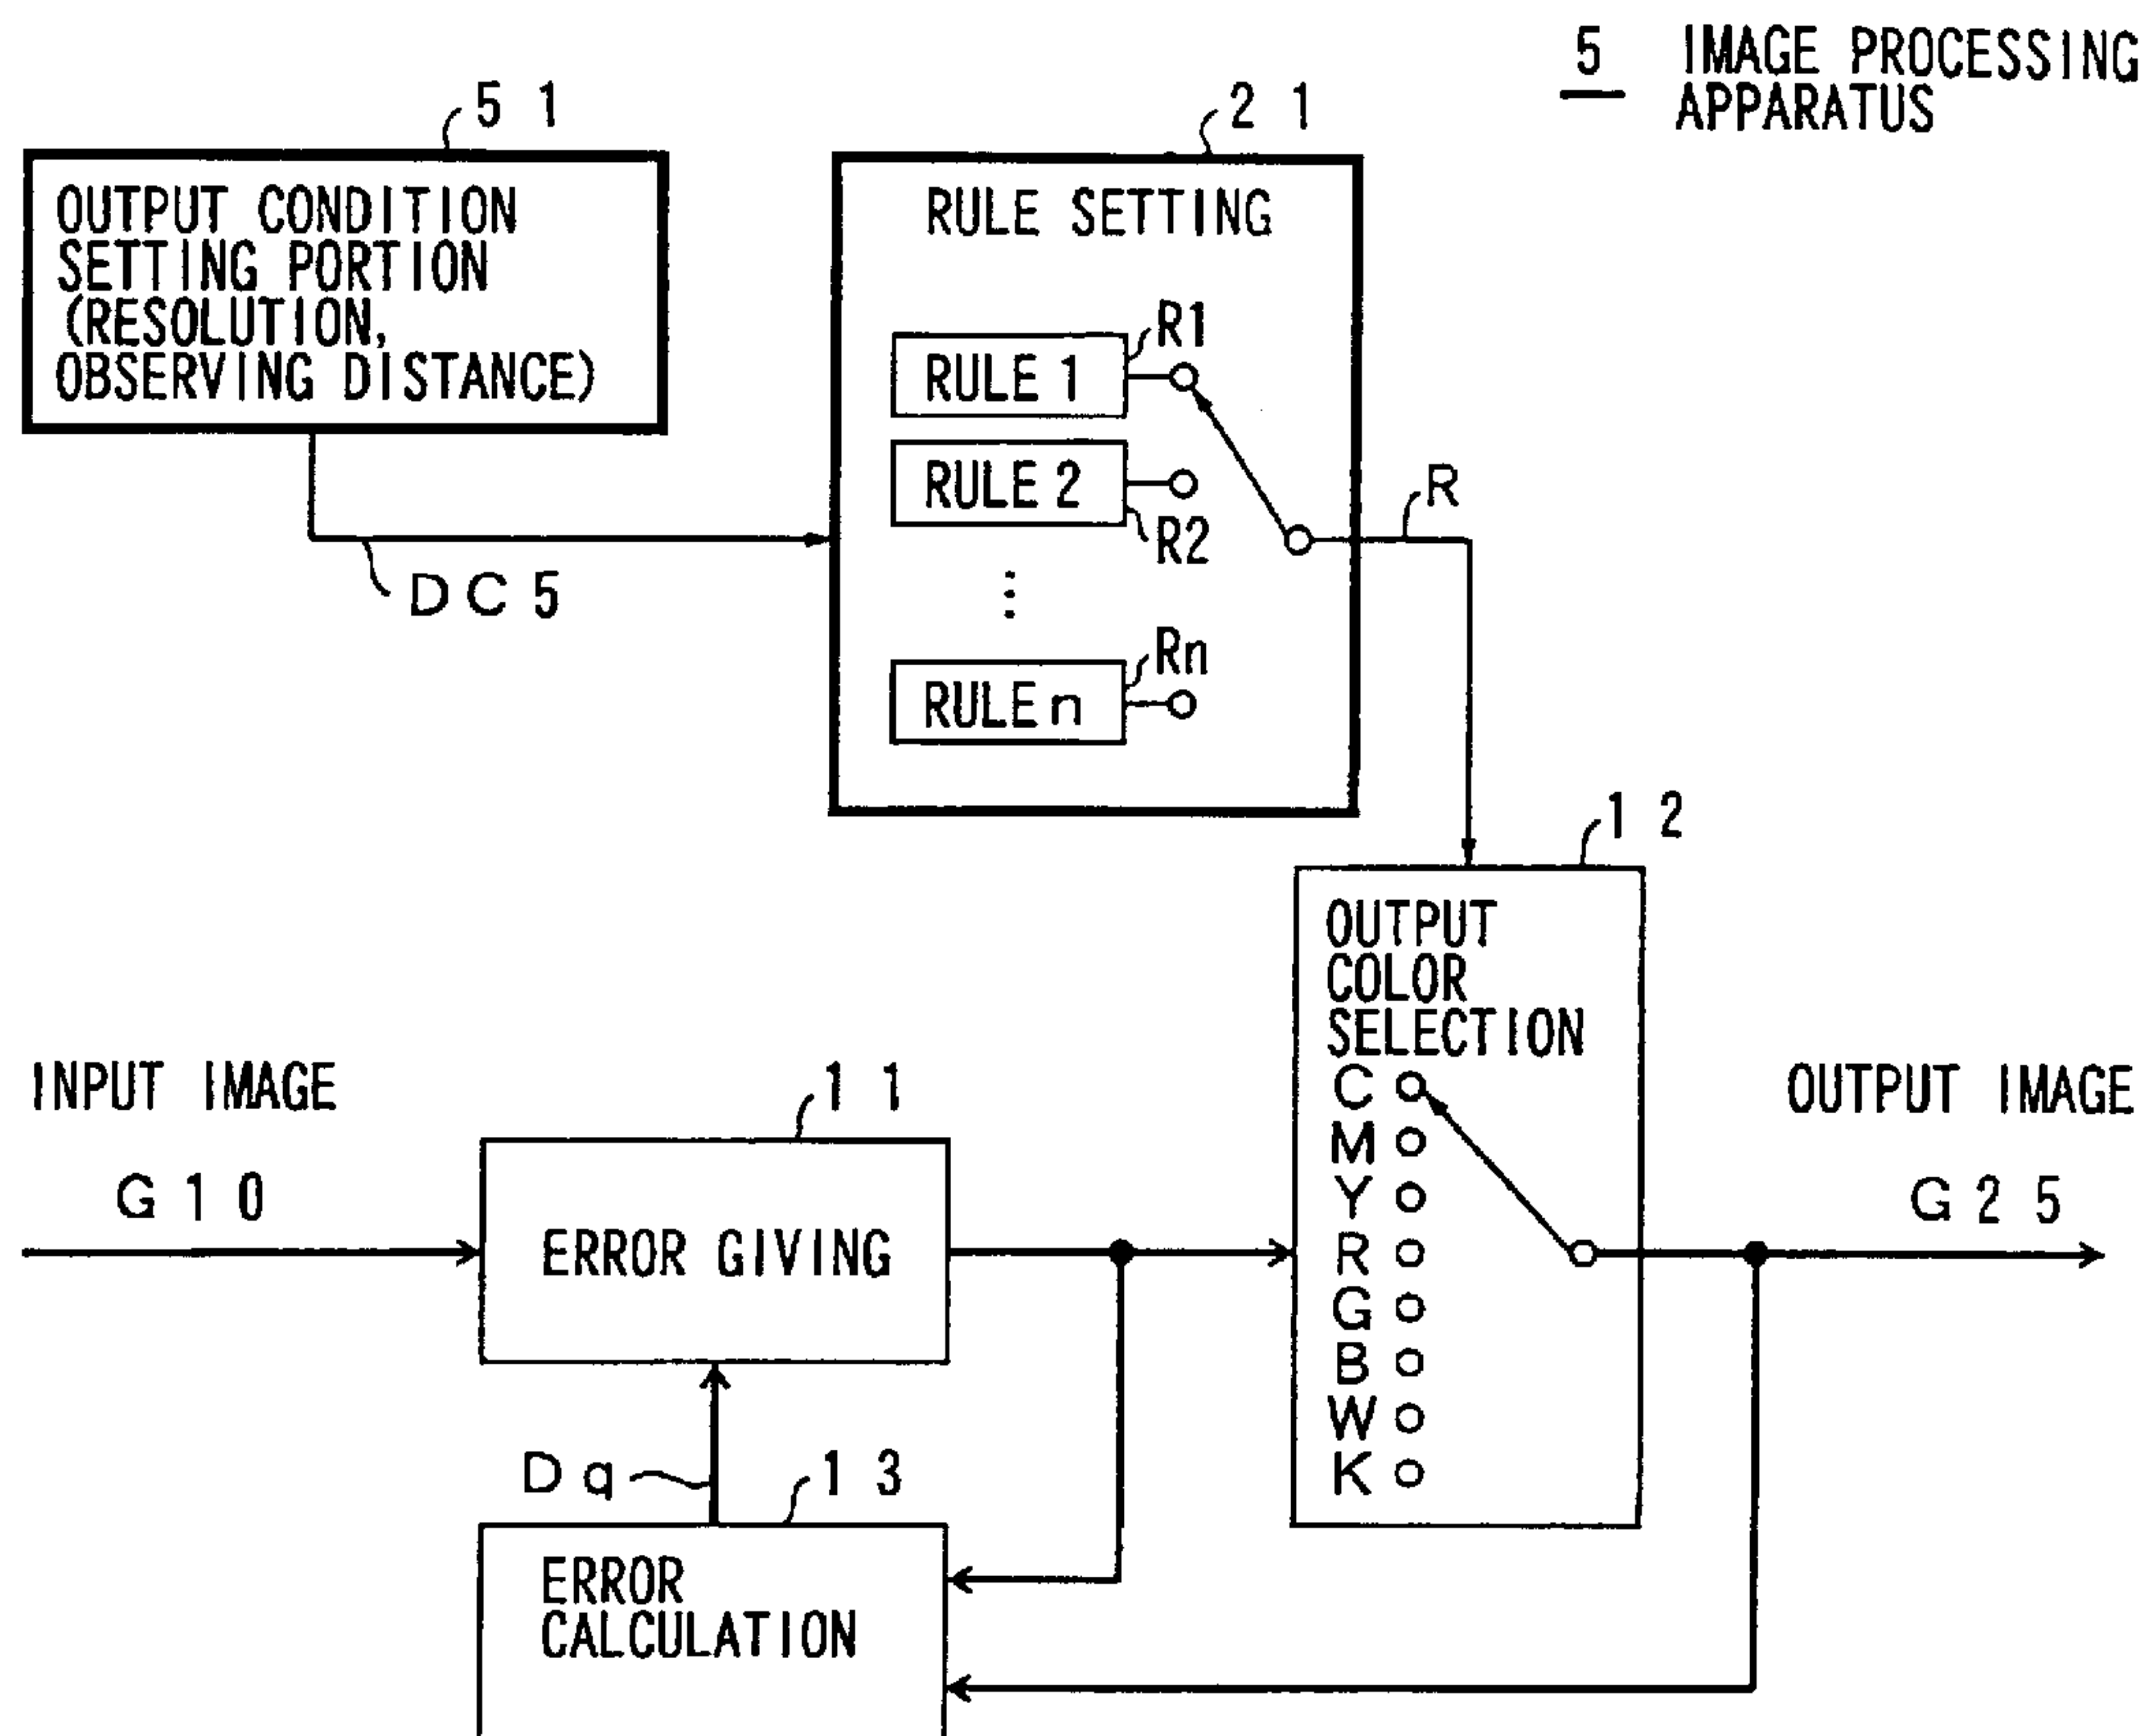 5 IMAGE PROCESSING
APPARATUS
51
21
OUTPUT CONDITION
SETTING PORTION
(RESOLUTION,
OBSERVING DISTANCE)
DC5
RULE SETTING
RULE 1
R1
RULE 2
R2
⋮
RULE n
Rn
R
12
OUTPUT
COLOR
SELECTION
C
M
Y
R
G
B
W
K
INPUT IMAGE
G10
11
ERROR GIVING
OUTPUT IMAGE
G25
Dq
13
ERROR
CALCULATION